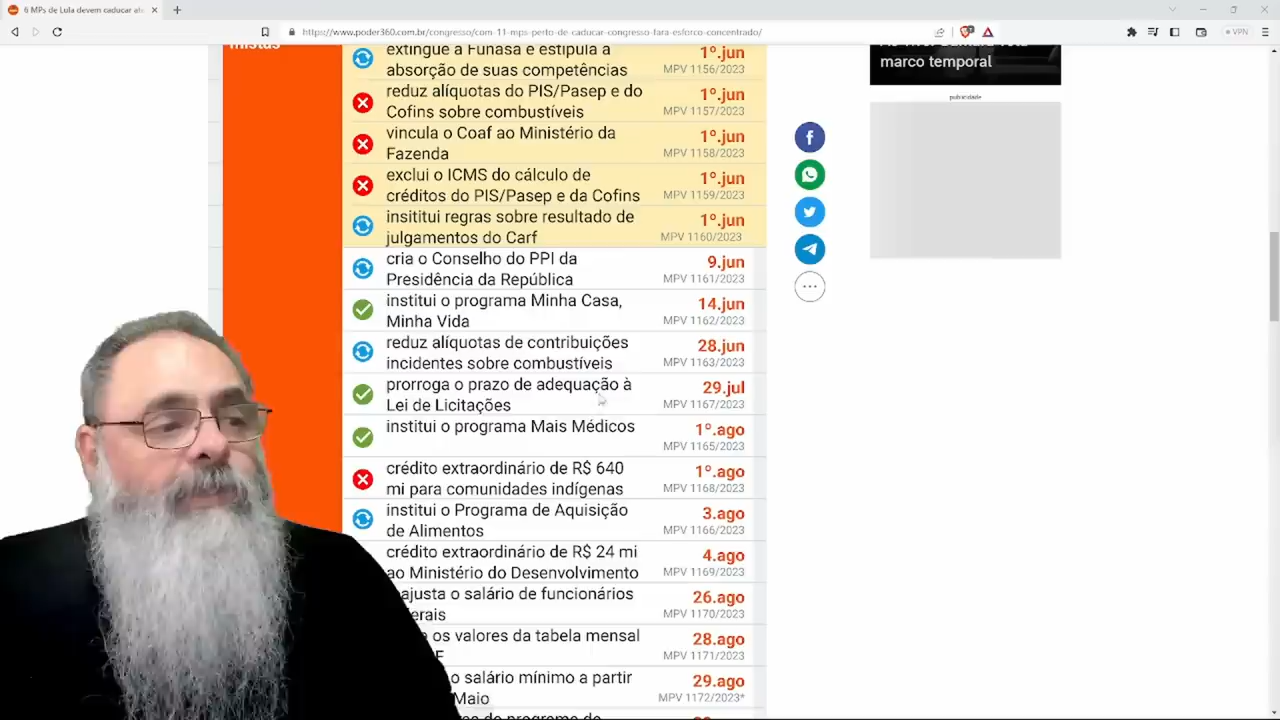 6 MPs de Lula devem caducar at
https://www.poder360.com.br/congresso/com-11-mps-perto-de-caducar-congresso-fara-esforco-concentrado/
VPN
mistas
extingue a Funasa e estipula a
absorção de suas competências
1º.jun
MPV 1156/2023
reduz alíquotas do PIS/Pasep e do
Cofins sobre combustíveis
1º.jun
MPV 1157/2023
vincula o Coaf ao Ministério da
Fazenda
1º.jun
MPV 1158/2023
exclui o ICMS do cálculo de
créditos do PIS/Pasep e da Cofins
1º.jun
MPV 1159/2023
insititui regras sobre resultado de
julgamentos do Carf
1º.jun
MPV 1160/2023
cria o Conselho do PPI da
Presidência da República
9.jun
MPV 1161/2023
institui o programa Minha Casa,
Minha Vida
14.jun
MPV 1162/2023
reduz alíquotas de contribuições
incidentes sobre combustíveis
28.jun
MPV 1163/2023
prorroga o prazo de adequação à
Lei de Licitações
29.jul
MPV 1167/2023
institui o programa Mais Médicos
1º.ago
MPV 1165/2023
crédito extraordinário de R$ 640
mi para comunidades indígenas
1º.ago
MPV 1168/2023
institui o Programa de Aquisição
de Alimentos
3.ago
MPV 1166/2023
crédito extraordinário de R$ 24 mi
ao Ministério do Desenvolvimento
4.ago
MPV 1169/2023
ajusta o salário de funcionários
erais
26.ago
MPV 1170/2023
os valores da tabela mensal
28.ago
MPV 1171/2023
o salário mínimo a partir
Maio
29.ago
MPV 1172/2023*
marco temporal
publicidade